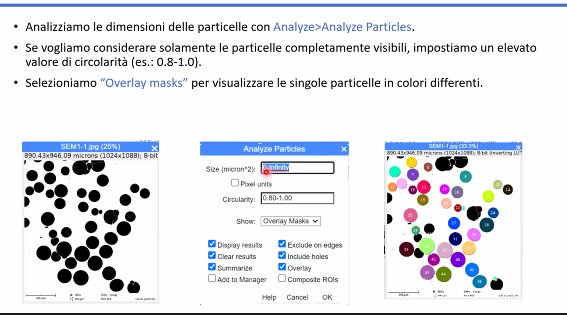 • Analizziamo le dimensioni delle particelle con Analyze>Analyze Particles.
• Se vogliamo considerare solamente le particelle completamente visibili, impostiamo un elevato
valore di circolarità (es.: 0.8-1.0).
• Selezioniamo “Overlay masks” per visualizzare le singole particelle in colori differenti.
SEM1-1.jpg (25%)
890.43x946.09 microns (1024x1088); 8-bit
Analyze Particles
Size (micron^2):
Pixel units
Circularity: 0.80-1.00
Show: Overlay Masks
Display results
Exclude on edges
Clear results
Include holes
Summarize
Overlay
Add to Manager
Composite ROIs
Help Cancel OK
SEM1-1.jpg (33.3%)
890.43x946.09 microns (1024x1088); 8-bit (inverting LUT